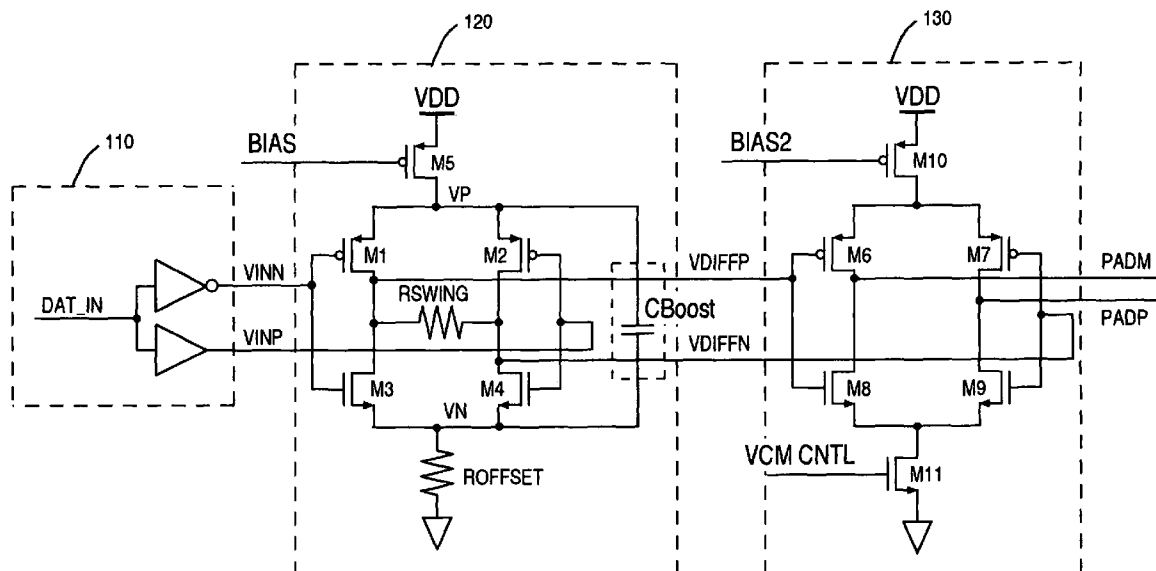 120
130
110
VDD
VDD
BIAS
M5
BIAS2
M10
VP
M1
M2
M6
M7
VINN
VDIFFP
PADM
DAT_IN
RSWING
CBoost
PADP
VINP
VDIFFN
M3
M4
M8
M9
VN
VCM CNTL
M11
ROFFSET